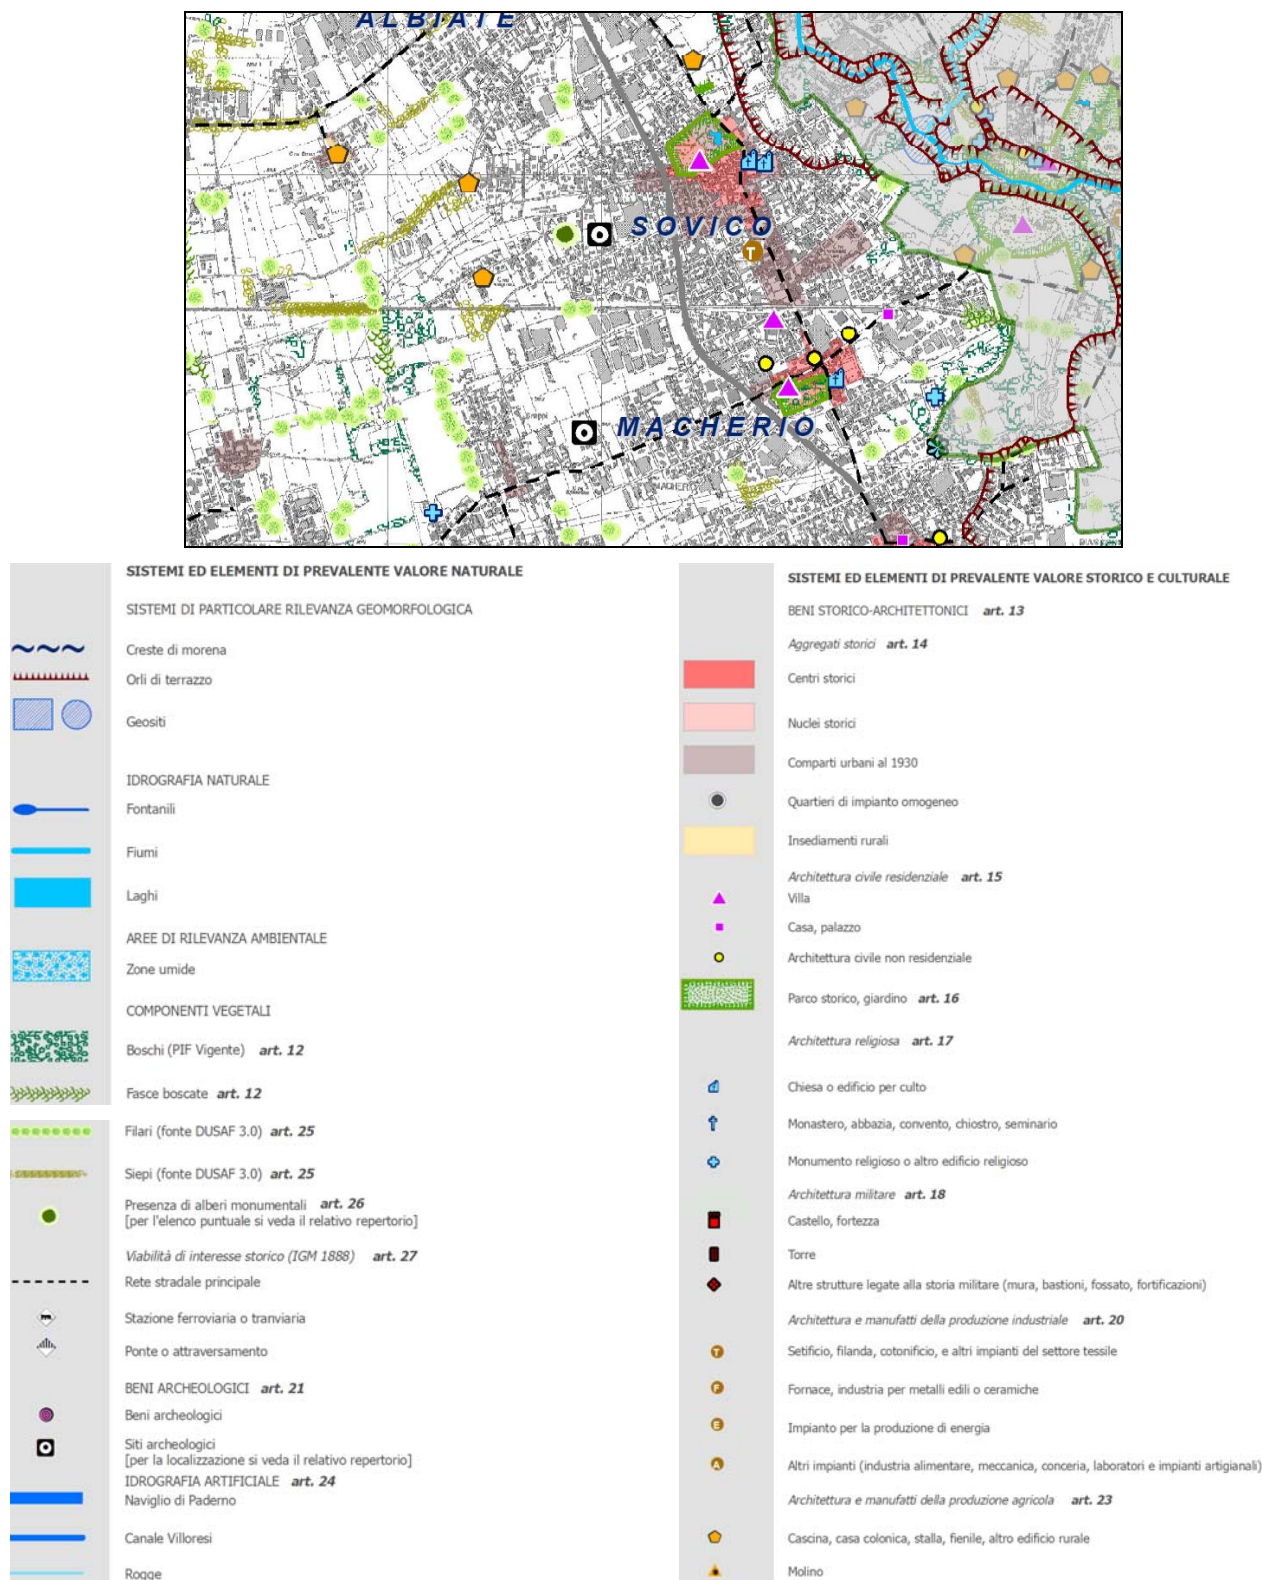 ALBIATE
SOVICO
T
MACHERIO
SISTEMI ED ELEMENTI DI PREVALENTE VALORE NATURALE
SISTEMI DI PARTICOLARE RILEVANZA GEOMORFOLOGICA
Creste di morena
Orli di terrazzo
Geositi
IDROGRAFIA NATURALE
Fontanili
Fiumi
Laghi
AREE DI RILEVANZA AMBIENTALE
Zone umide
COMPONENTI VEGETALI
Boschi (PIF Vigente) art. 12
Fasce boscate art. 12
Filari (fonte DUSAF 3.0) art. 25
Siepi (fonte DUSAF 3.0) art. 25
Presenza di alberi monumentali art. 26
[per l'elenco puntuale si veda il relativo repertorio]
Viabilità di interesse storico (IGM 1888) art. 27
Rete stradale principale
Stazione ferroviaria o tranviaria
Ponte o attraversamento
BENI ARCHEOLOGICI art. 21
Beni archeologici
Siti archeologici
[per la localizzazione si veda il relativo repertorio]
IDROGRAFIA ARTIFICIALE art. 24
Naviglio di Paderno
Canale Villoresi
Rogge
SISTEMI ED ELEMENTI DI PREVALENTE VALORE STORICO E CULTURALE
BENI STORICO-ARCHITETTONICI art. 13
Aggregati storici art. 14
Centri storici
Nuclei storici
Comparti urbani al 1930
Quartieri di impianto omogeneo
Insediamenti rurali
Architettura civile residenziale art. 15
Villa
Casa, palazzo
Architettura civile non residenziale
Parco storico, giardino art. 16
Architettura religiosa art. 17
Chiesa o edificio per culto
Monastero, abbazia, convento, chiostro, seminario
Monumento religioso o altro edificio religioso
Architettura militare art. 18
Castello, fortezza
Torre
Altre strutture legate alla storia militare (mura, bastioni, fossato, fortificazioni)
Architettura e manufatti della produzione industriale art. 20
T Setificio, filanda, cotonificio, e altri impianti del settore tessile
F Fornace, industria per metalli edili o ceramiche
E Impianto per la produzione di energia
A Altri impianti (industria alimentare, meccanica, conceria, laboratori e impianti artigianali)
Architettura e manufatti della produzione agricola art. 23
Cascina, casa colonica, stalla, fienile, altro edificio rurale
Molino